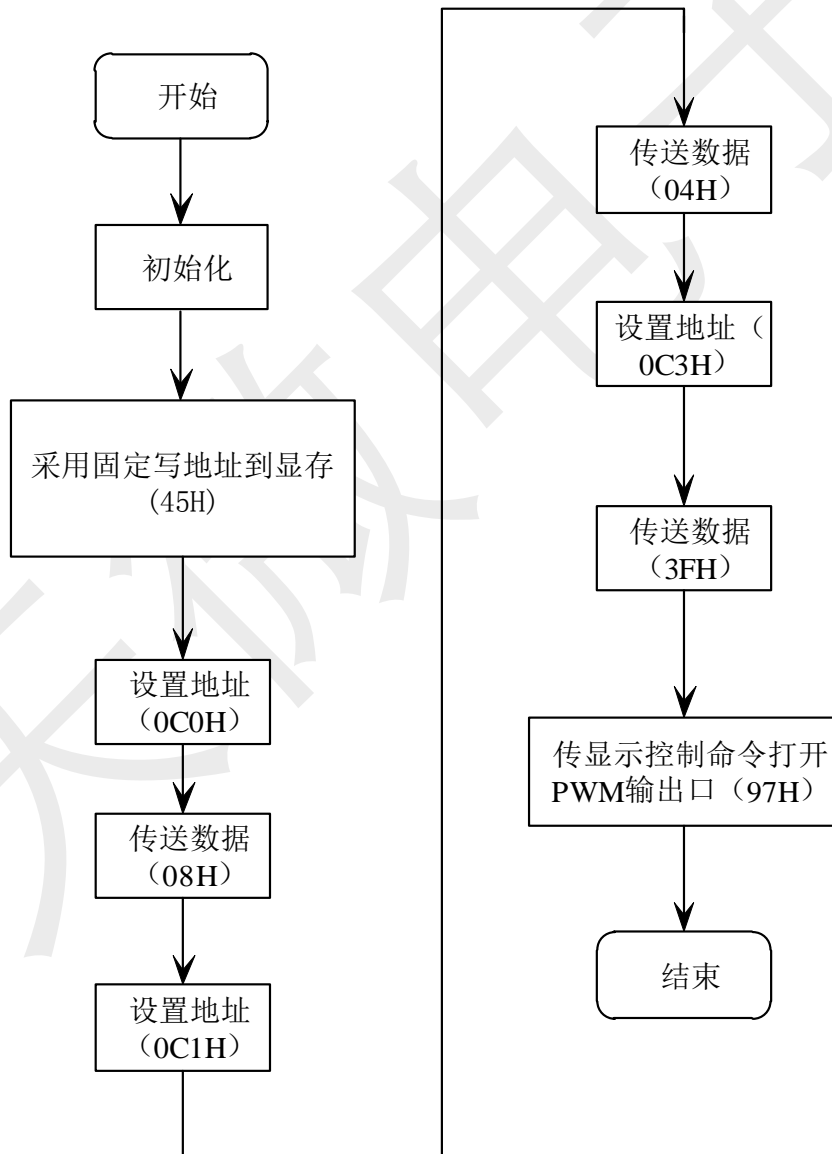 开始
初始化
采用固定写地址到显存
(45H)
设置地址
（0C0H）
传送数据
（08H）
设置地址
（0C1H）
传送数据
（04H）
设置地址（
0C3H）
传送数据
（3FH）
传显示控制命令打开
PWM输出口（97H）
结束